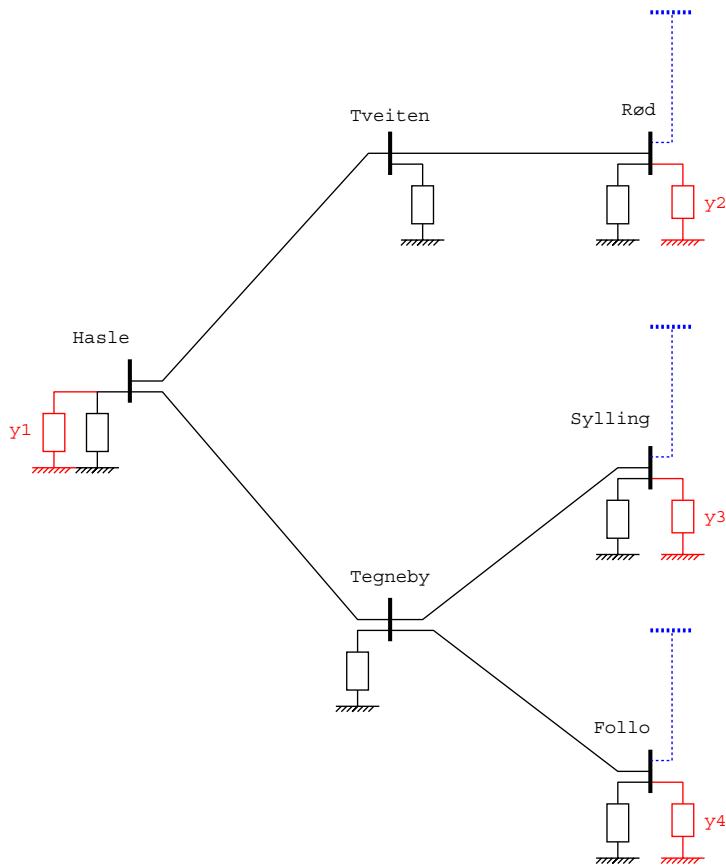 Tveiten
Rød
y2
Hasle
y1
Sylling
y3
Tegneby
Follo
y4